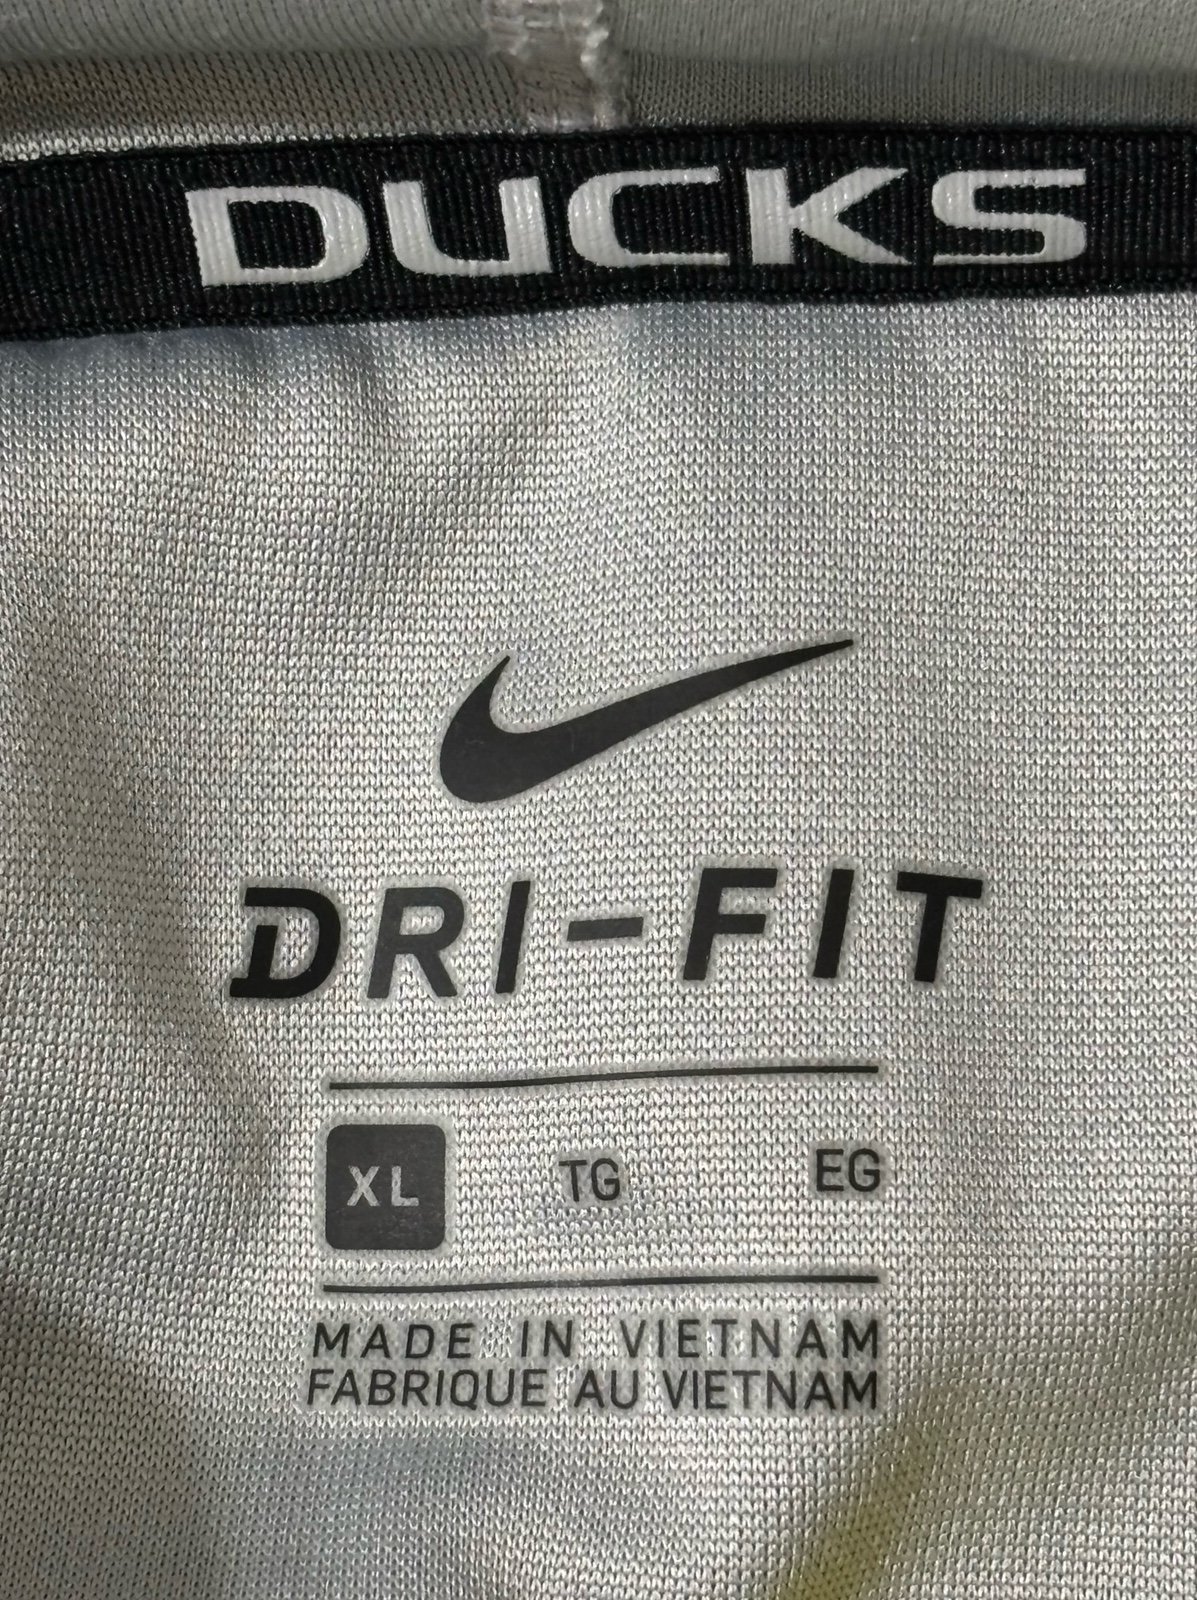 DUCKS
DRI-FIT
XL TG EG
MADE IN VIETNAM
FABRIQUE AU VIETNAM